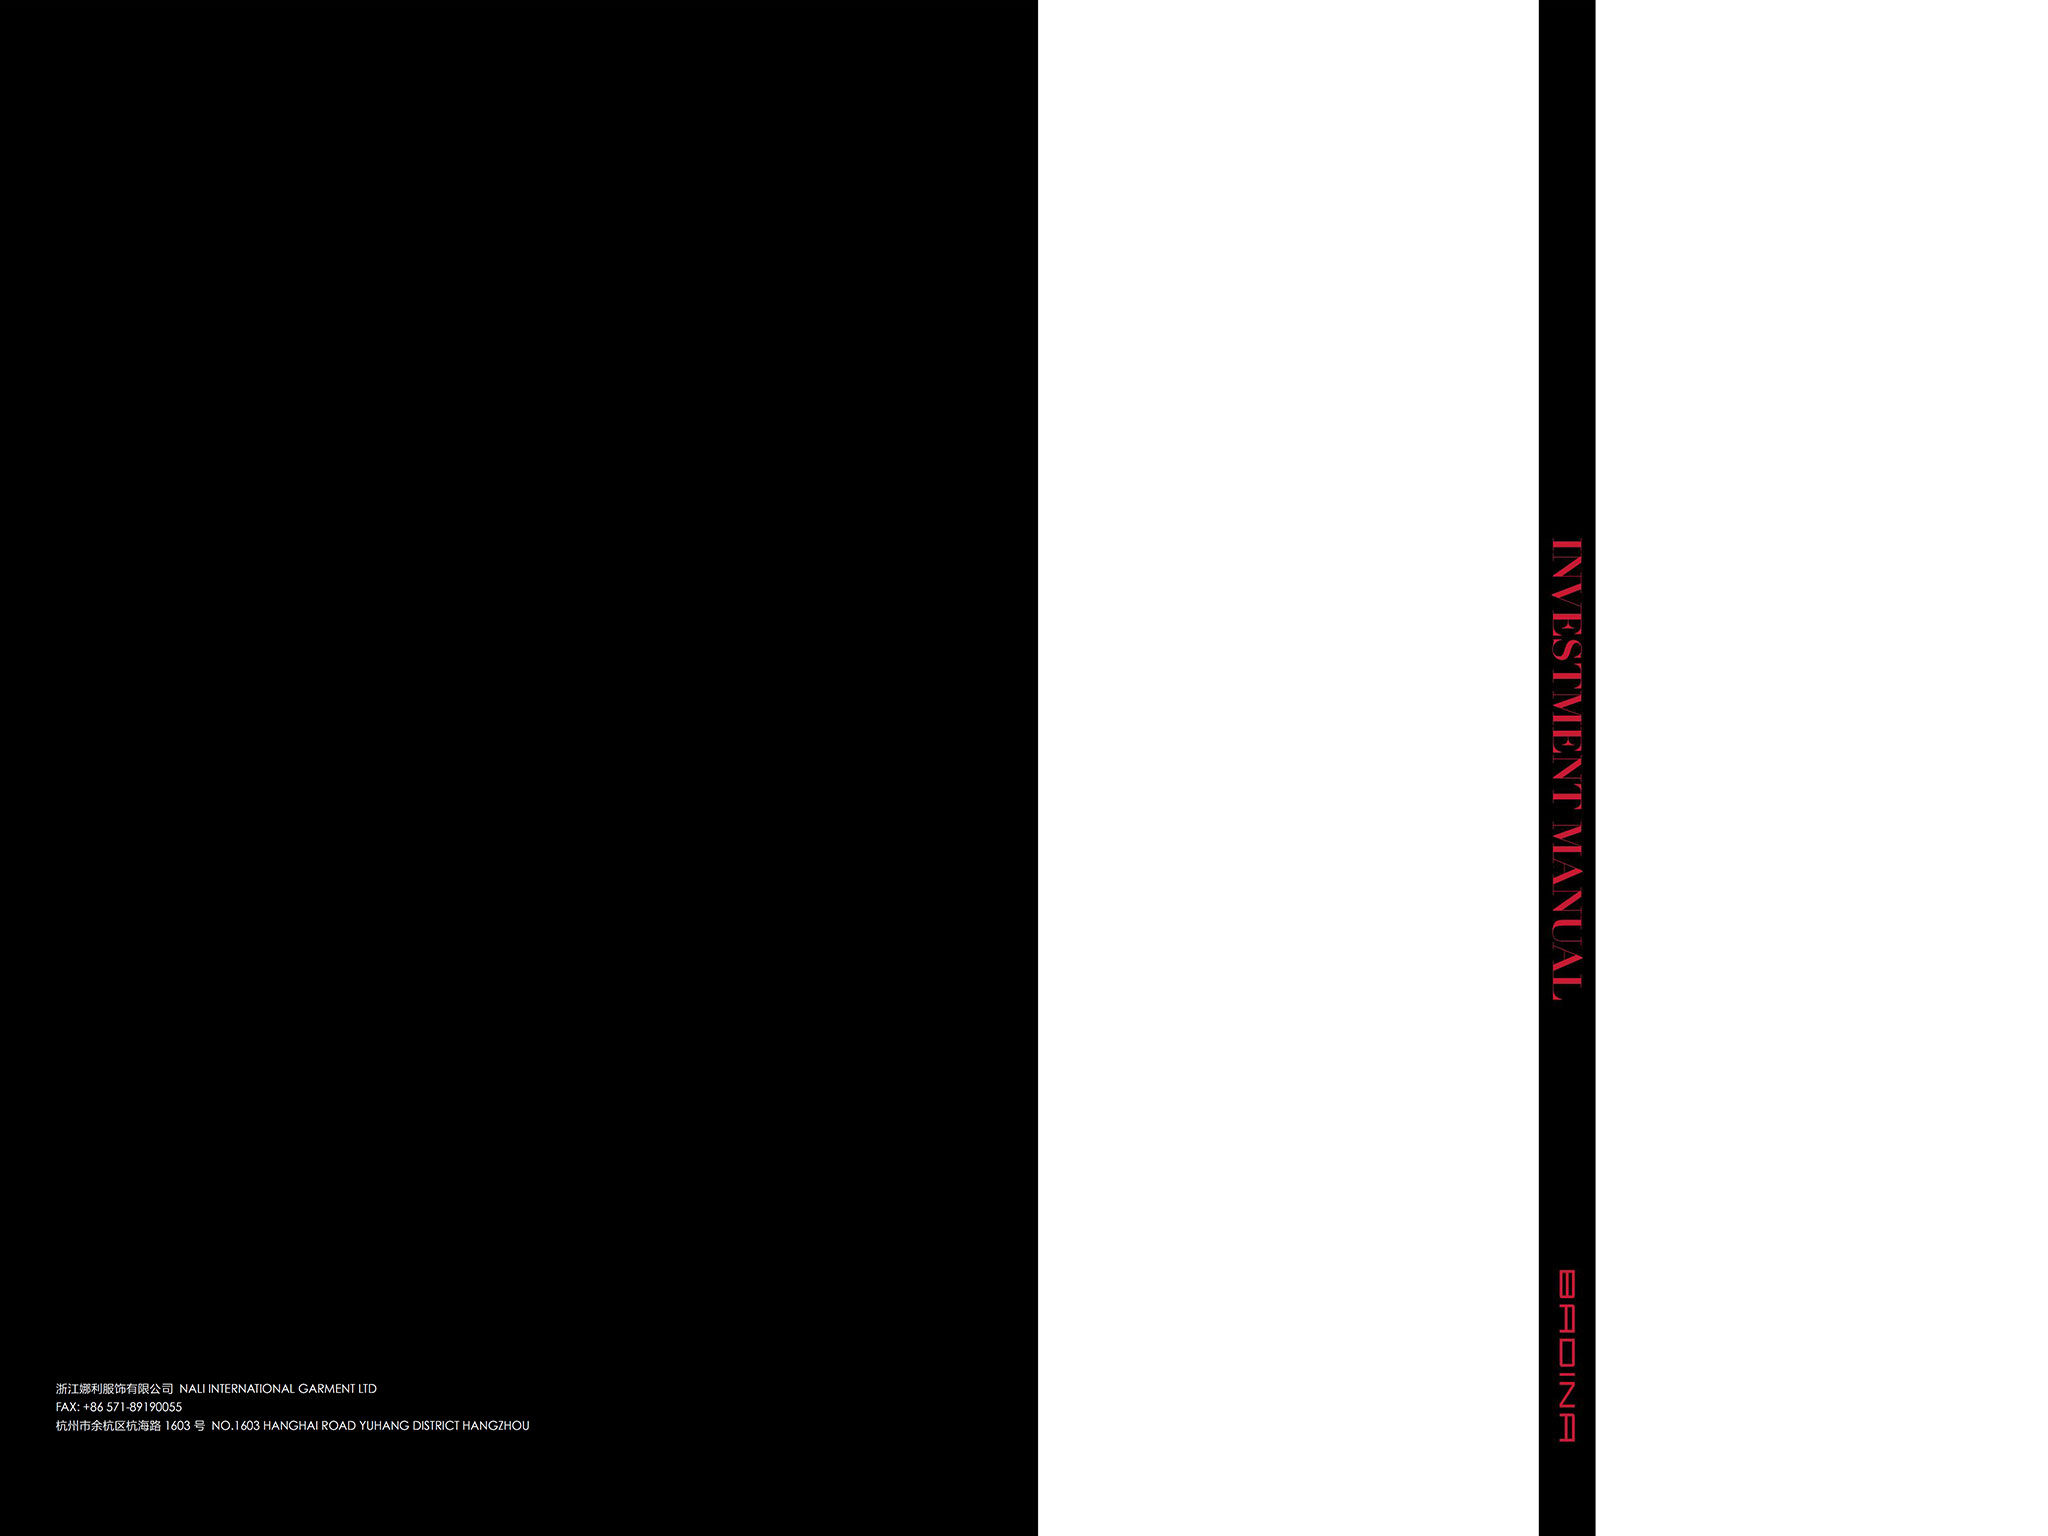 浙江娜利服饰有限公司 NALI INTERNATIONAL GARMENT LTD
FAX: +86 571-89190055
杭州市余杭区杭海路 1603 号 NO.1603 HANGHAI ROAD YUHANG DISTRICT HANGZHOU
INVESTMENT MANUAL
BADINA